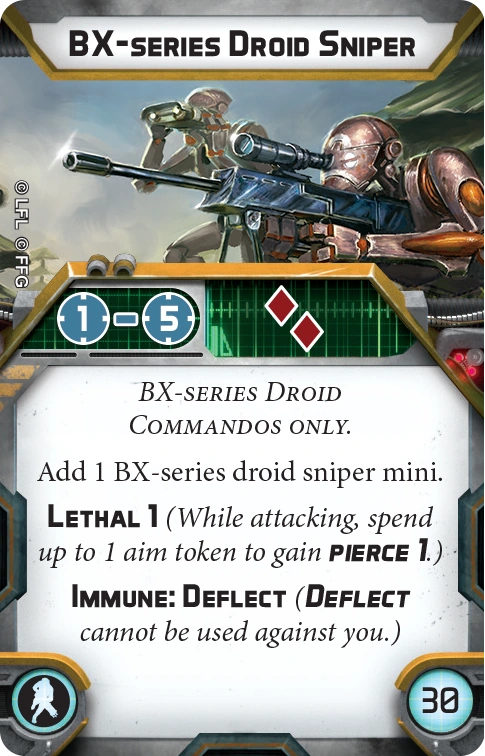 BX-series Droid Sniper
© LFL © FFG
1 - 5
BX-series Droid
Commandos only.
Add 1 BX-series droid sniper mini.
Lethal 1 (While attacking, spend
up to 1 aim token to gain pierce 1.)
Immune: Deflect (Deflect
cannot be used against you.)
30